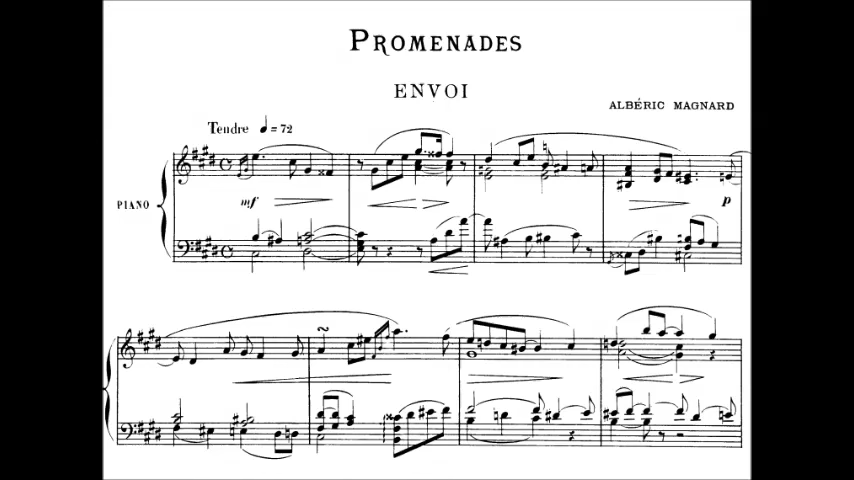 PROMENADES
ENVOI
ALBÉRIC MAGNARD
Tendre ♩= 72
PIANO
mf
p